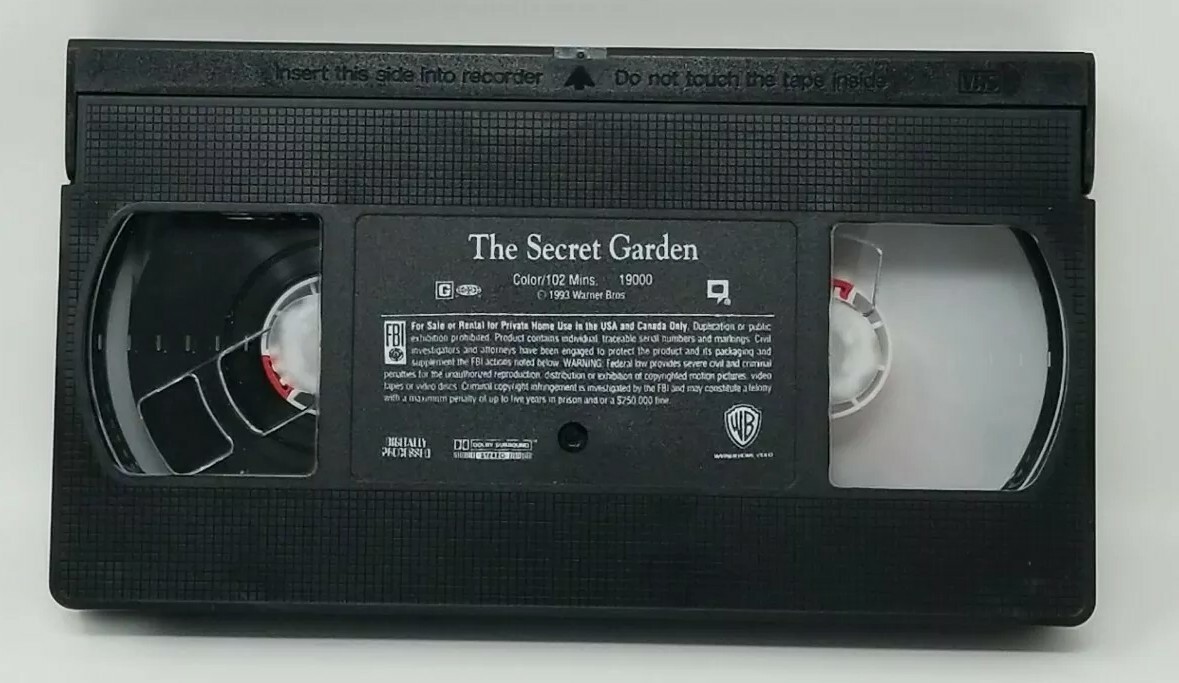 Insert this side into recorder Do not touch the tape inside VHS
The Secret Garden
Color/102 Mins. 19000
G © 1993 Warner Bros
FBI For Sale or Rental for Private Home Use in the USA and Canada Only. Duplication or public
exhibition prohibited. Product contains individual, traceable serial numbers and markings. Civil
investigators and attorneys have been engaged to protect the product and its packaging and
supplement the FBI actions noted below. WARNING: Federal law provides severe civil and criminal
penalties for the unauthorized reproduction, distribution or exhibition of copyrighted motion pictures, video
tapes or video discs. Criminal copyright infringement is investigated by the FBI and may constitute a felony
with a maximum penalty of up to five years in prison and/or a $250,000 fine.
DIGITALLY
PROCESSED
DOLBY SURROUND
STEREO
WB
WARNER HOME VIDEO